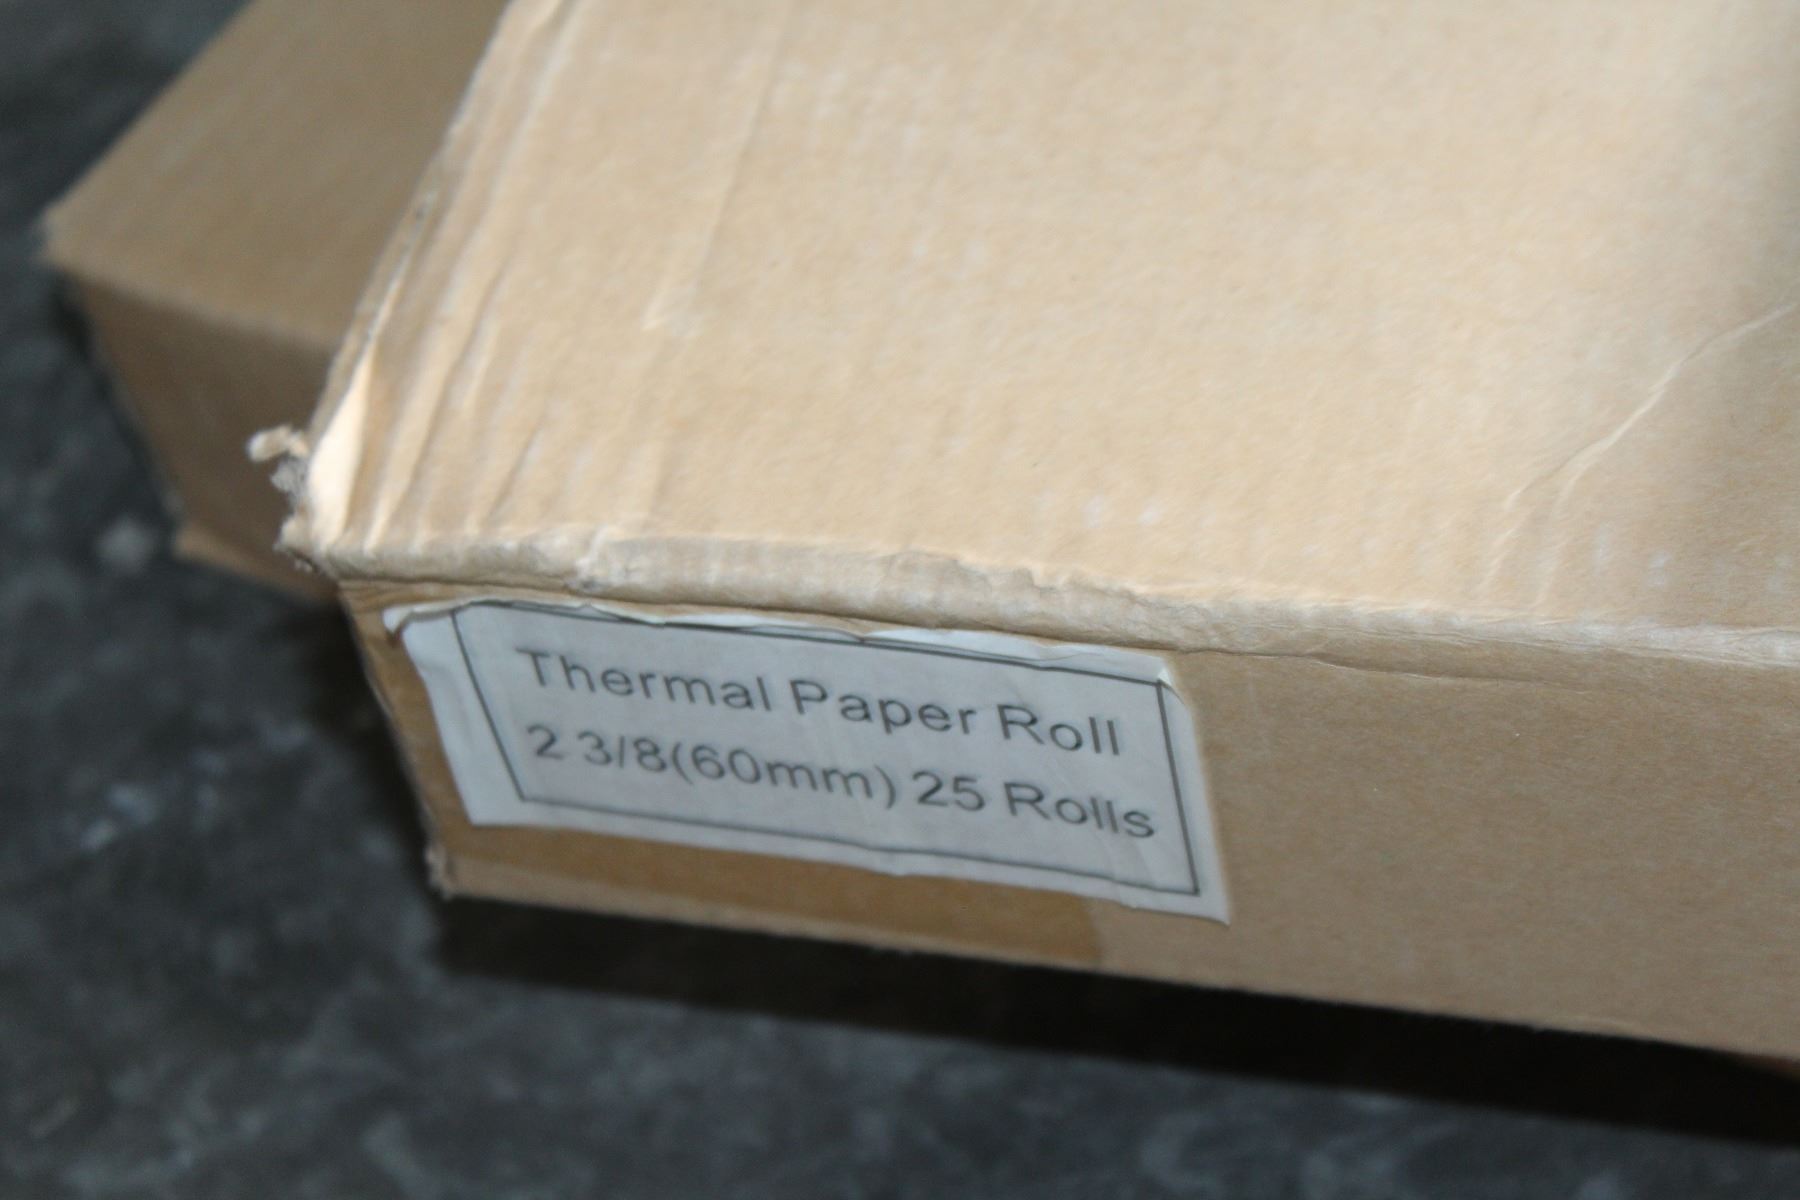 Thermal Paper Roll
2 3/8(60mm) 25 Rolls